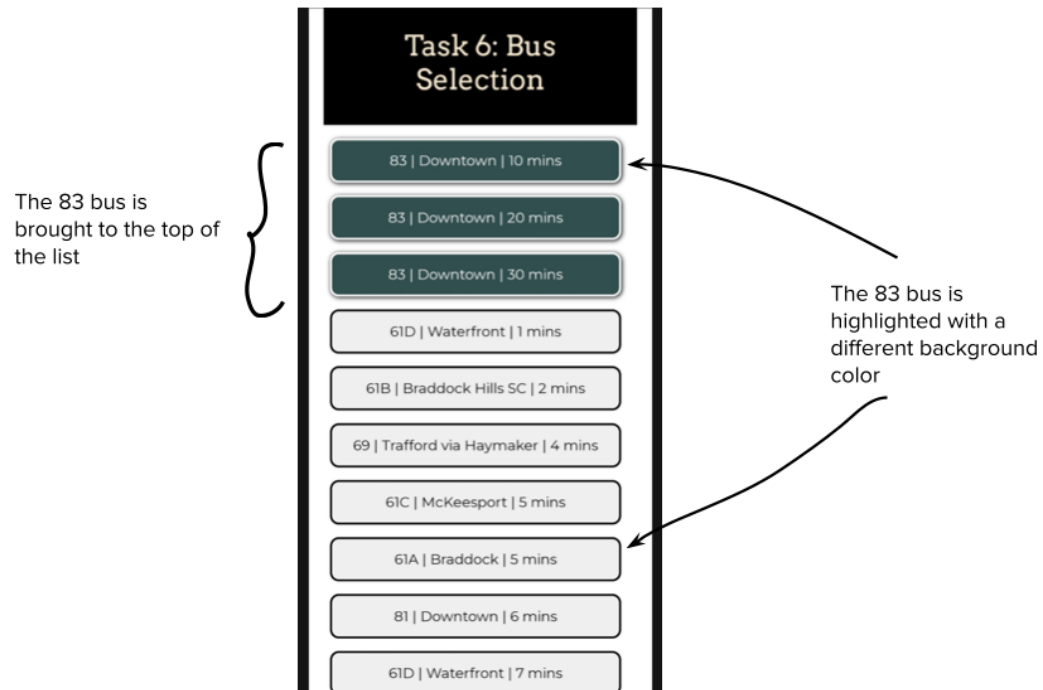 Task 6: Bus
Selection
83 | Downtown | 10 mins
83 | Downtown | 20 mins
83 | Downtown | 30 mins
61D | Waterfront | 1 mins
61B | Braddock Hills SC | 2 mins
69 | Trafford via Haymaker | 4 mins
61C | McKeesport | 5 mins
61A | Braddock | 5 mins
81 | Downtown | 6 mins
61D | Waterfront | 7 mins
The 83 bus is
brought to the top of
the list
The 83 bus is
highlighted with a
different background
color